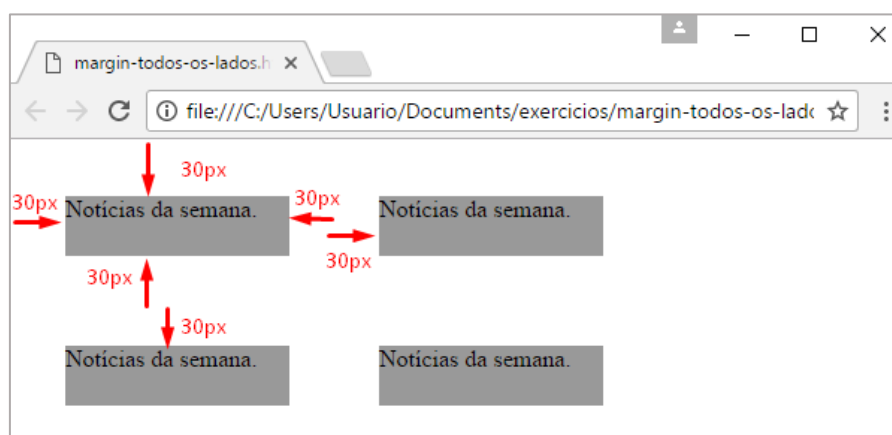 margin-todos-os-lados.h
file:///C:/Users/Usuario/Documents/exercicios/margin-todos-os-lado
30px
30px
Notícias da semana.
30px
Notícias da semana.
30px
30px
30px
Notícias da semana.
Notícias da semana.